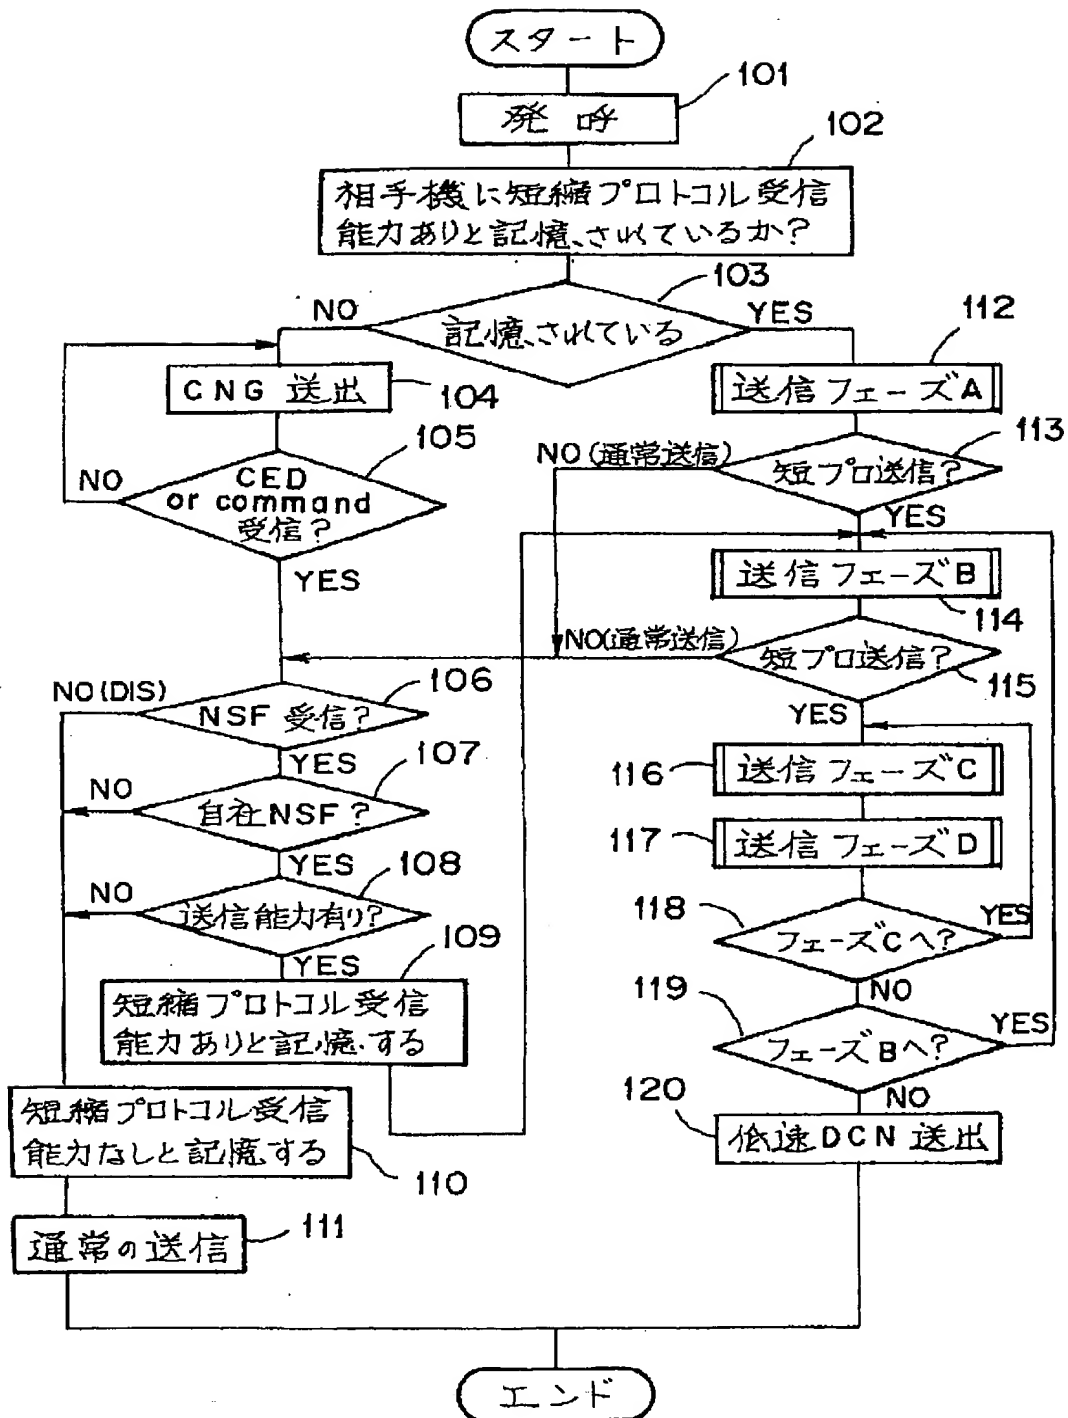 スタート
101
発呼
102
相手機に短縮プロトコル受信
能力ありと記憶されているか?
103
NO
YES
記憶されている
112
CNG 送出
104
送信フェーズA
105
113
NO
CED
or command
受信?
NO(通常送信)
短プロ送信?
YES
YES
送信フェーズB
114
NO(通常送信)
短プロ送信?
115
NO(DIS)
106
NSF 受信?
YES
YES
107
116
送信フェーズC
NO
自社NSF?
117
送信フェーズD
YES
108
NO
送信能力有り?
118
YES
フェーズCへ?
109
YES
NO
119
短縮プロトコル受信
能力ありと記憶する
YES
フェーズBへ?
120
NO
短縮プロトコル受信
能力なしと記憶する
110
低速DCN 送出
111
通常の送信
エンド